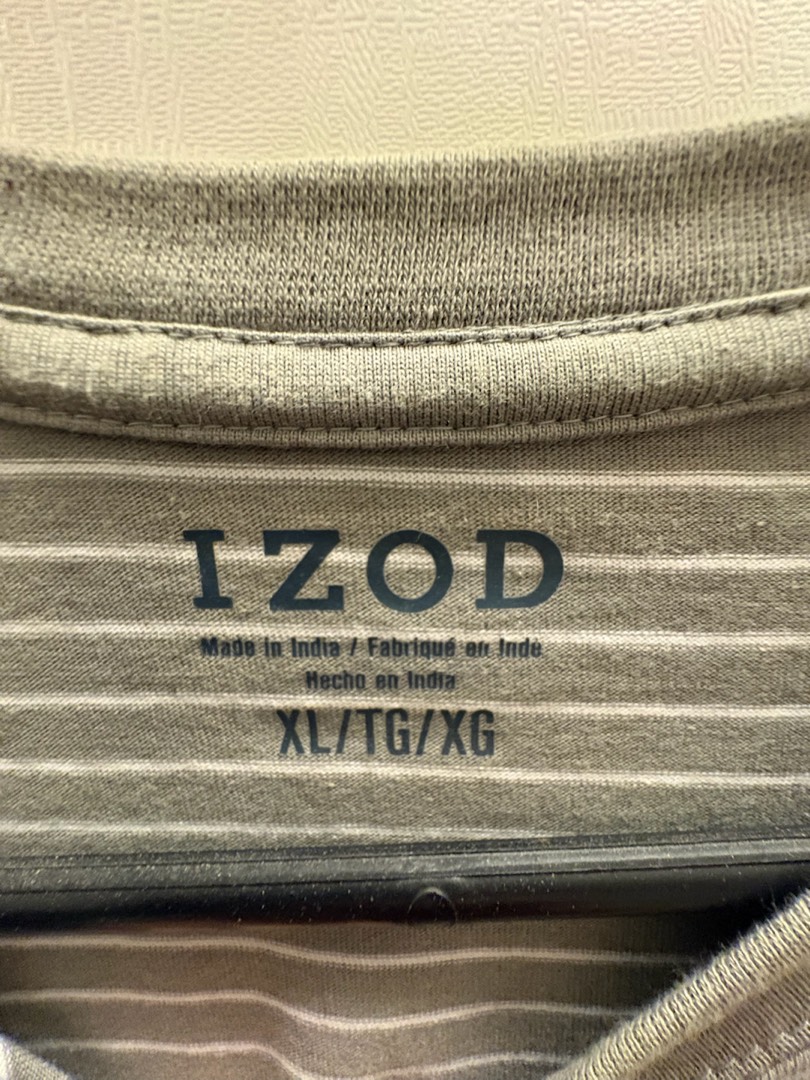 IZOD
Made in India / Fabriqué en Inde
Hecho en India
XL/TG/XG